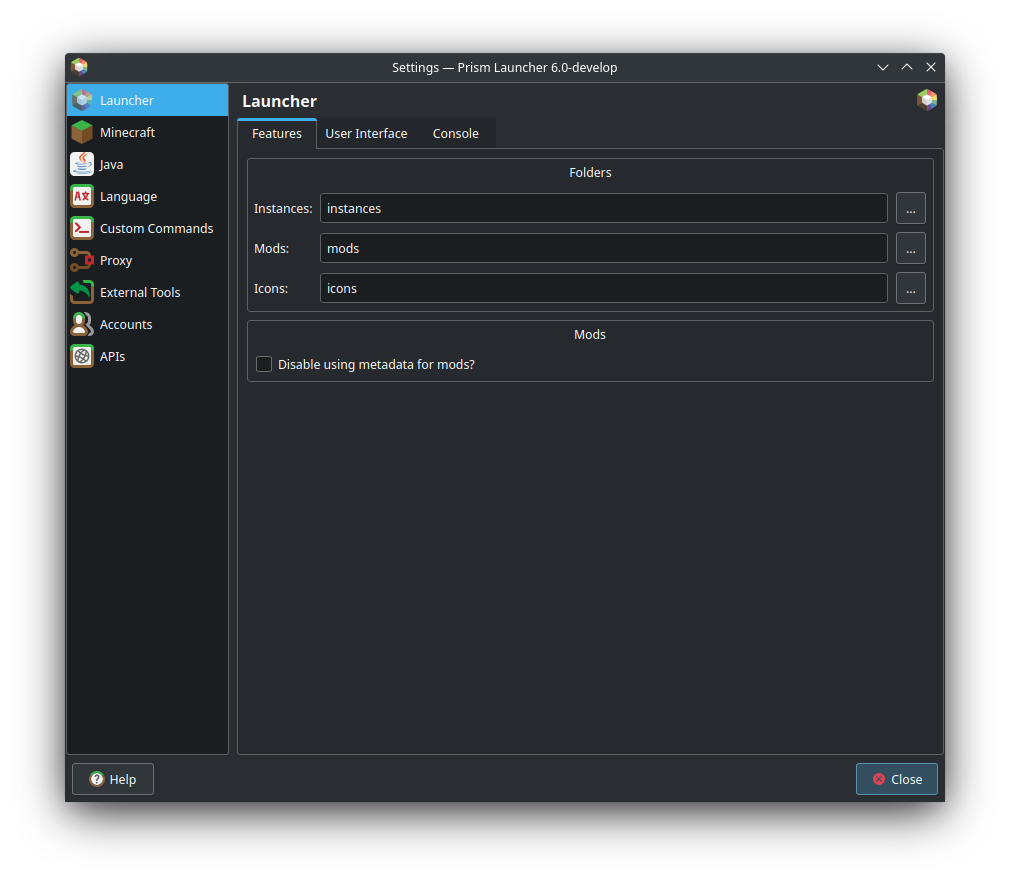 Settings — Prism Launcher 6.0-develop
Launcher
Minecraft
Java
Language
Custom Commands
Proxy
External Tools
Accounts
APIs
Launcher
Features User Interface Console
Folders
Instances: instances ...
Mods: mods ...
Icons: icons ...
Mods
Disable using metadata for mods?
Help
Close